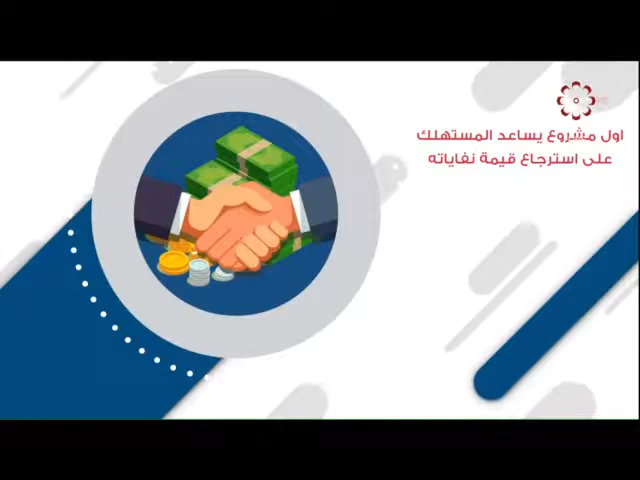 اول مشروع يساعد المستهلك
على استرجاع قيمة نفاياته